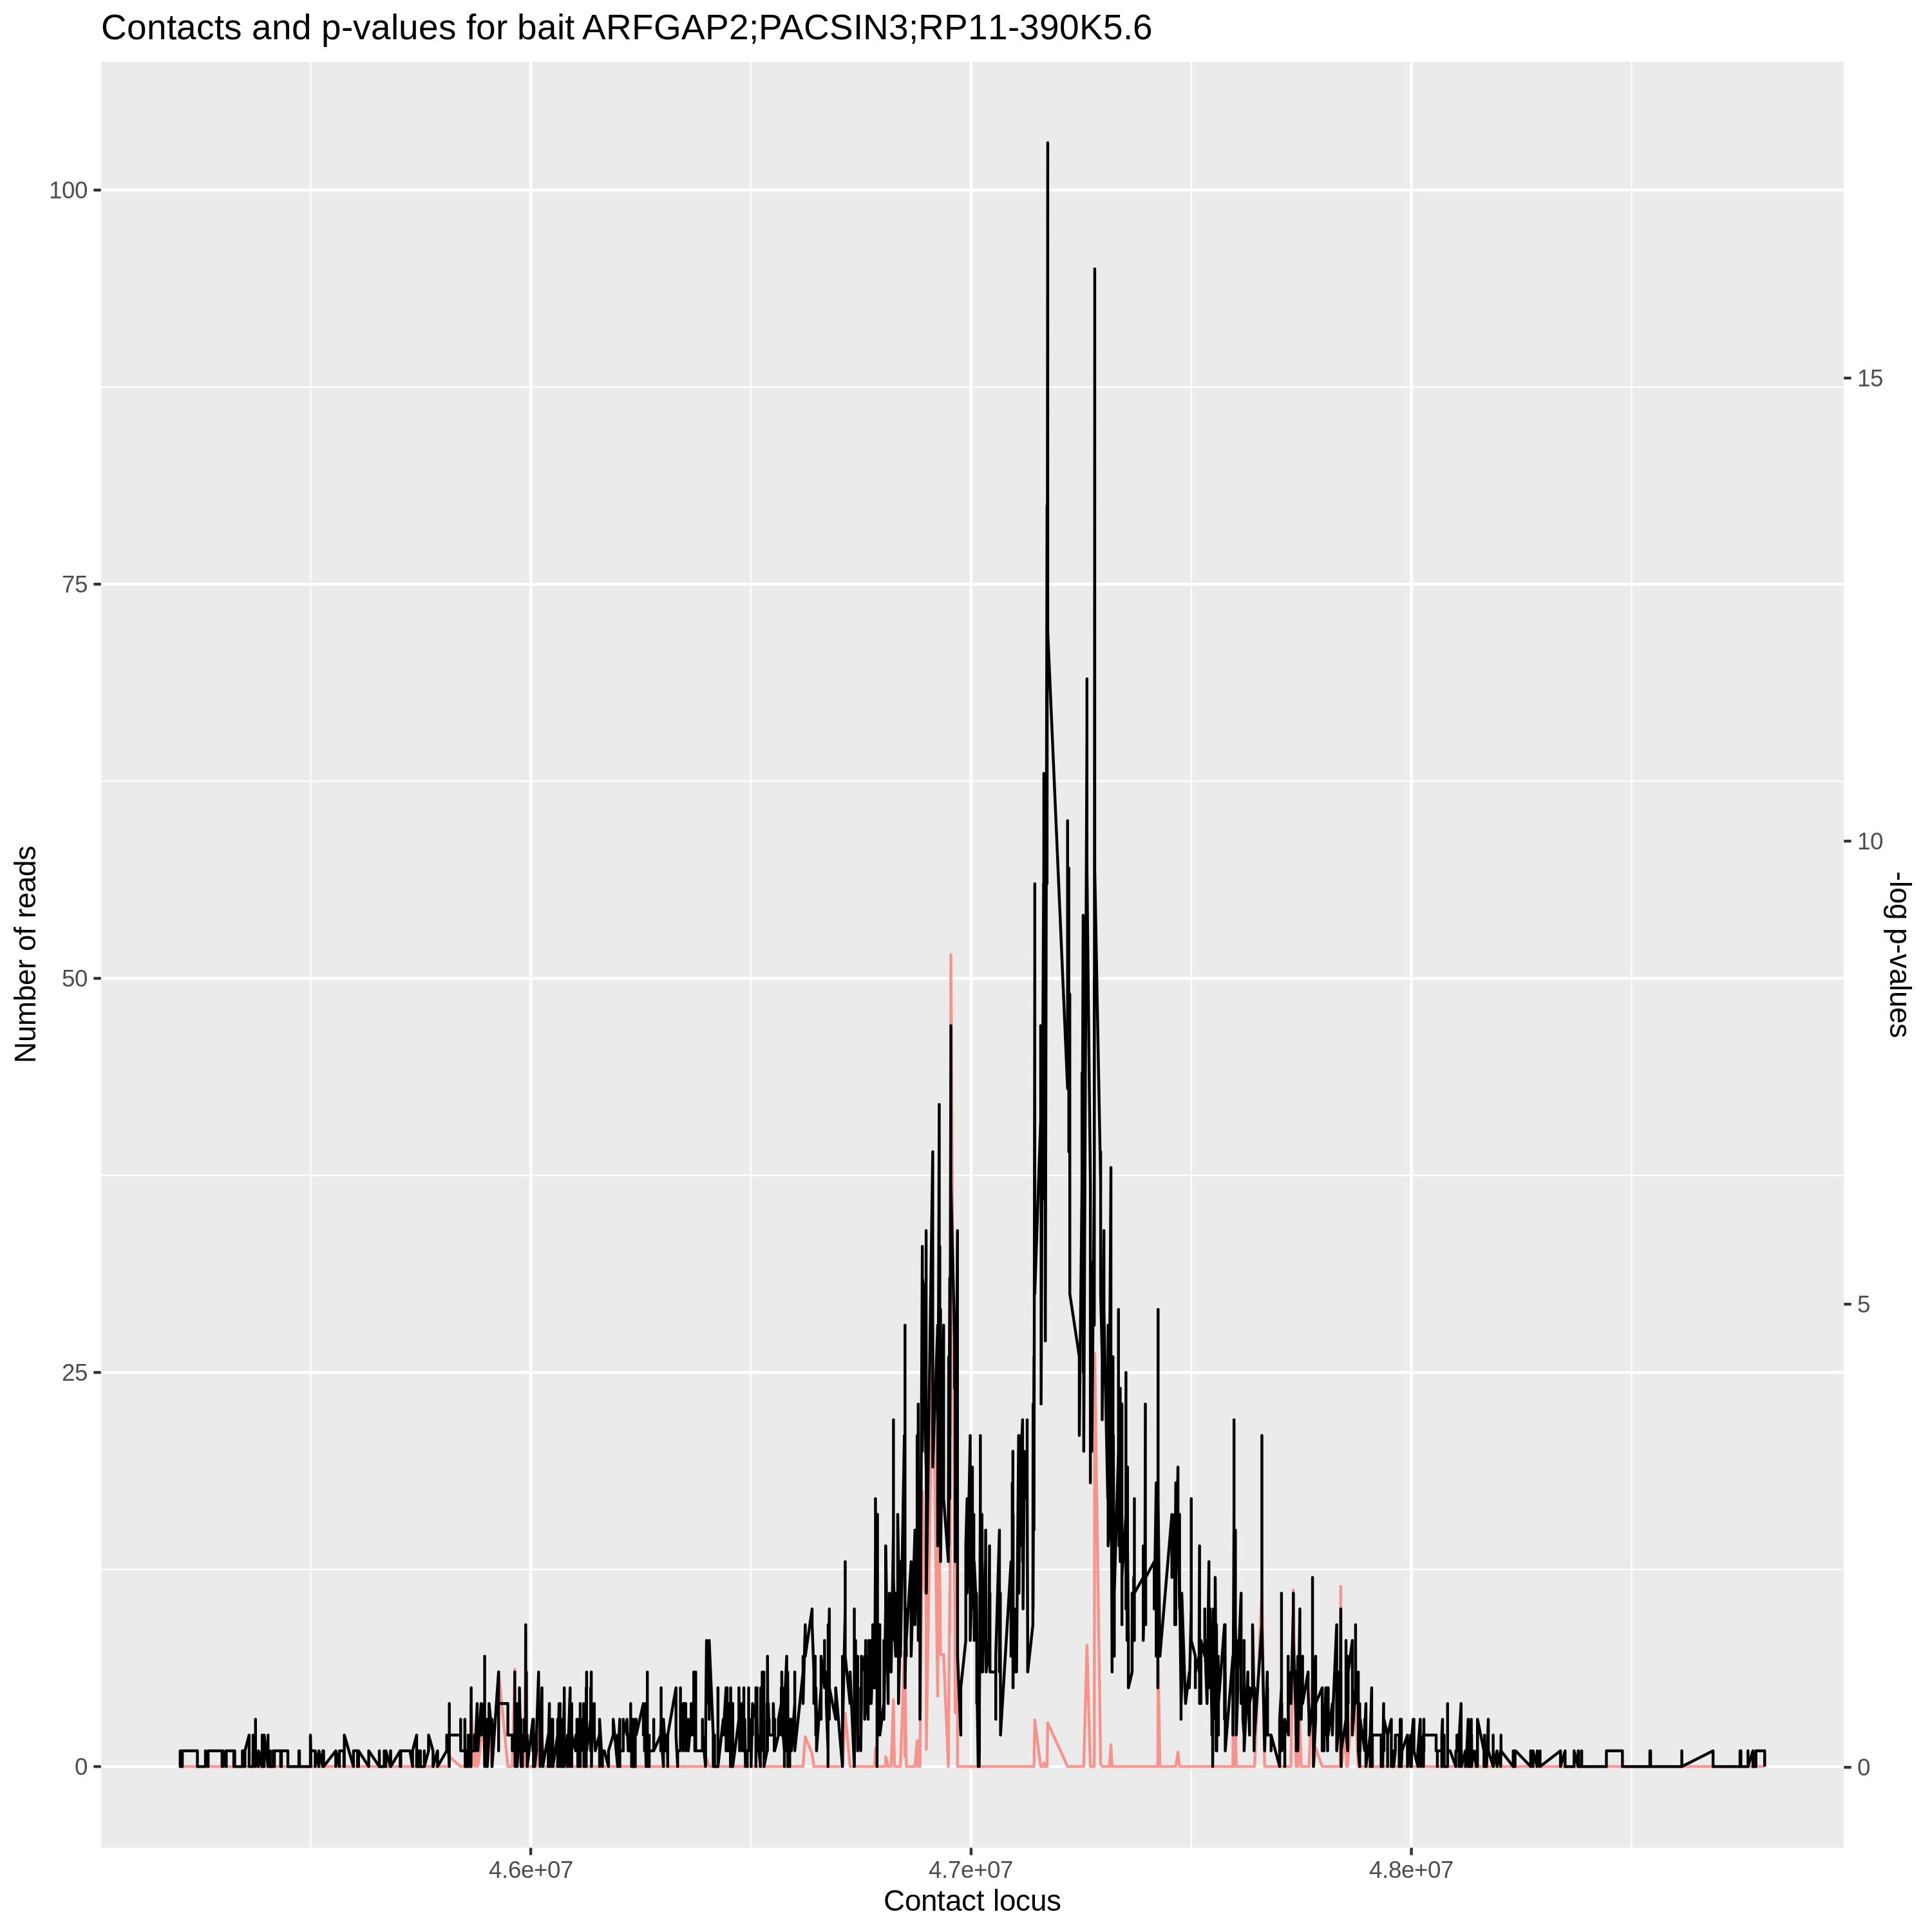 Contacts and p-values for bait ARFGAP2;PACSIN3;RP11-390K5.6
100
75
50
25
0
Number of reads
15
10
5
0
-log p-values
4.6e+07
4.7e+07
4.8e+07
Contact locus